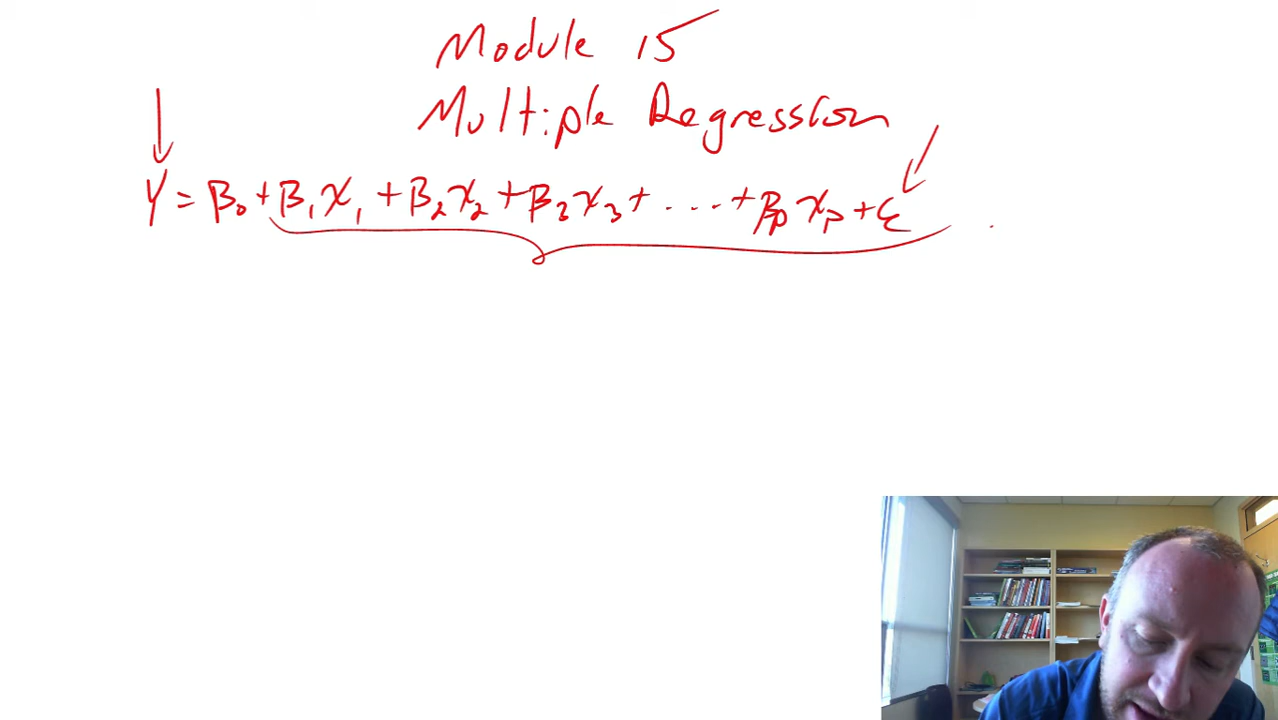 Module 15
Multiple Regression
Y = β₀ + β₁x₁ + β₂x₂ + β₃x₃ + ... + βₚxₚ + ε